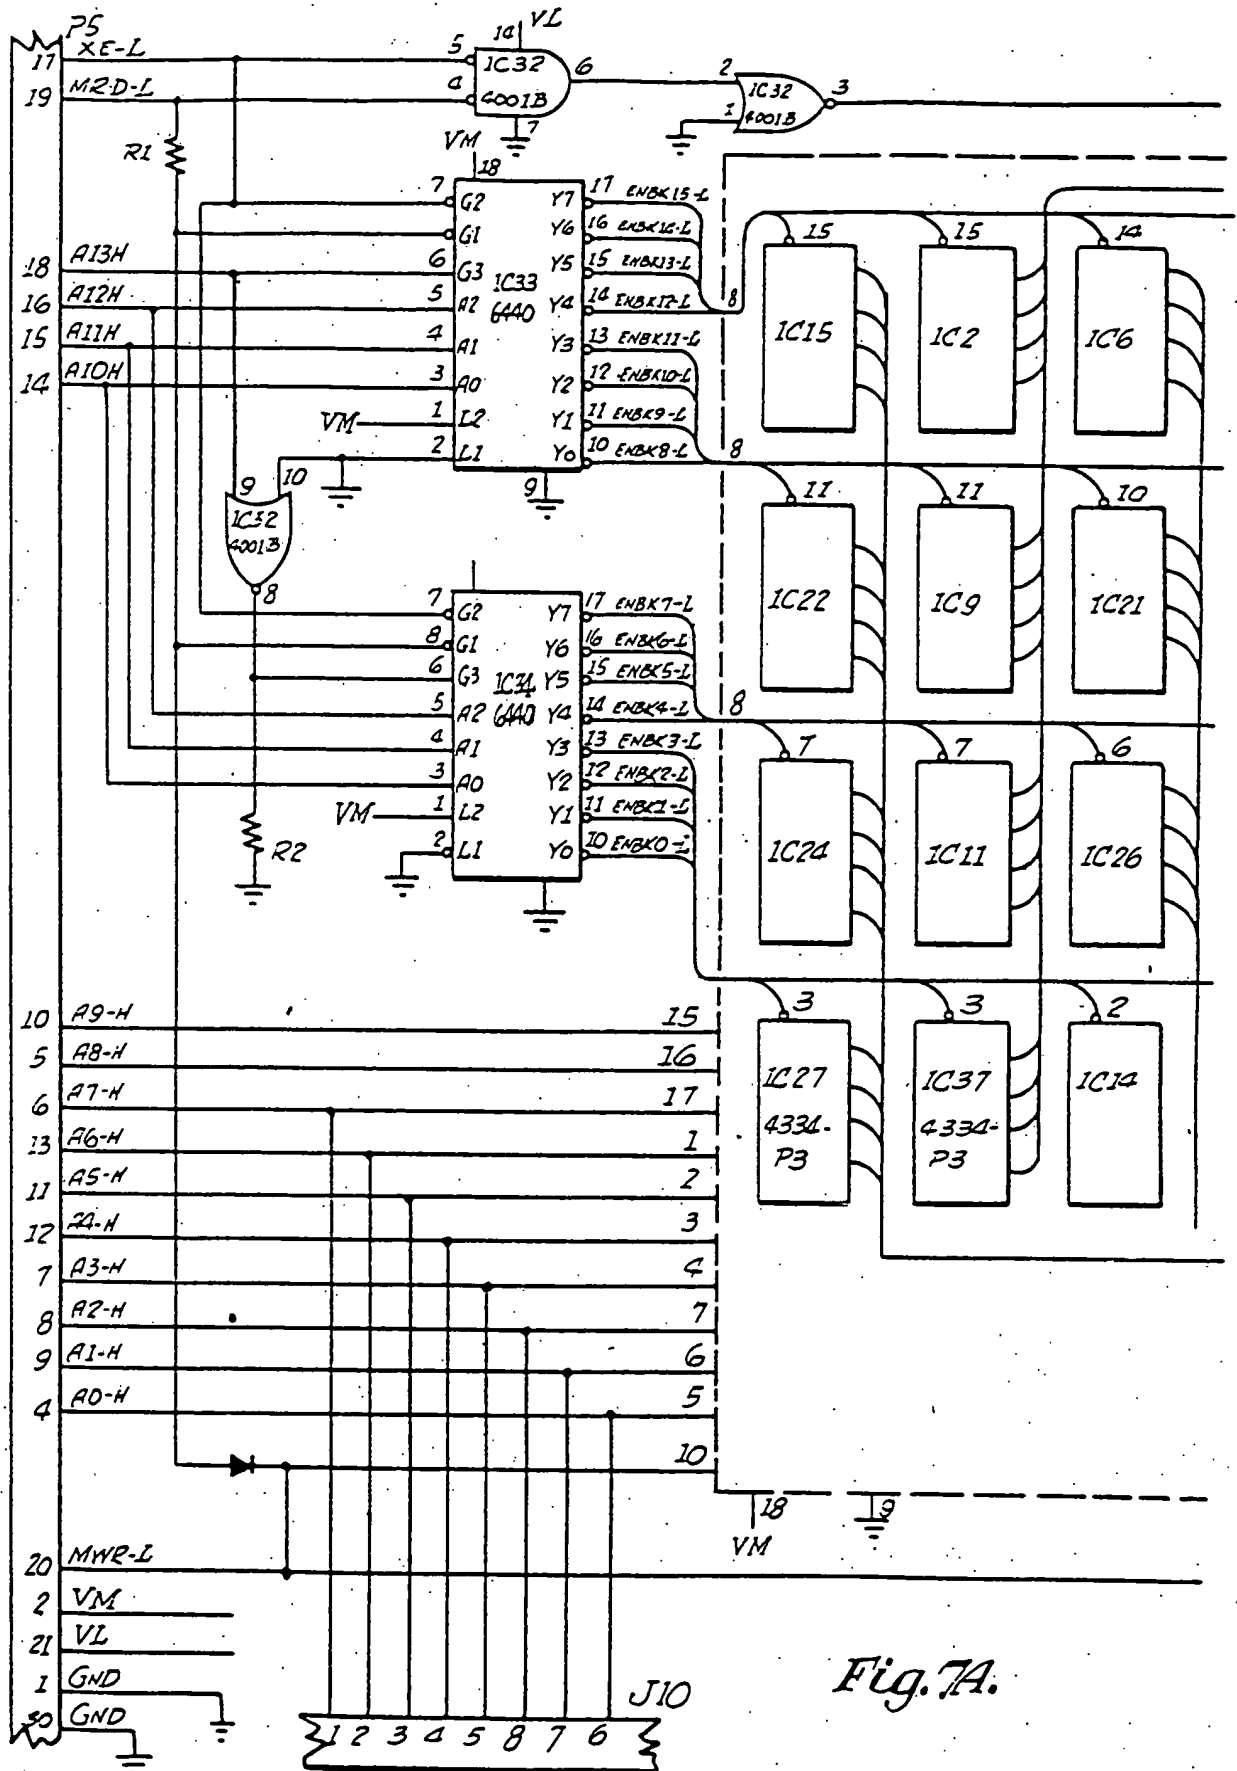 P5
17 XE-L
19 MRD-L
R1
14 VL
5
4
IC32
4001B
6
7
2
1
IC32
4001B
3
VM
18
7 G2
G1
6 G3
5 A2
4 A1
3 A0
VM 1 L2
2 L1
IC33
6440
9
Y7 17 ENBK15-L
Y6 16 ENBK14-L
Y5 15 ENBK13-L
Y4 14 ENBK12-L
Y3 13 ENBK11-L
Y2 12 ENBK10-L
Y1 11 ENBK9-L
Y0 10 ENBK8-L
8
8
18 A13H
16 A12H
15 A11H
14 A10H
9
10
IC32
4001B
8
R2
7 G2
8 G1
6 G3
5 A2
4 A1
3 A0
VM 1 L2
2 L1
IC34
6440
Y7 17 ENBK7-L
Y6 16 ENBK6-L
Y5 15 ENBK5-L
Y4 14 ENBK4-L
Y3 13 ENBK3-L
Y2 12 ENBK2-L
Y1 11 ENBK1-L
Y0 10 ENBK0-L
8
15
IC15
15
IC2
14
IC6
11
IC22
11
IC9
10
IC21
7
IC24
7
IC11
6
IC26
3
IC27
4334-
P3
3
IC37
4334-
P3
2
IC14
10 A9-H 15
5 A8-H 16
6 A7-H 17
13 A6-H 1
11 A5-H 2
12 A4-H 3
7 A3-H 4
8 A2-H 7
9 A1-H 6
4 A0-H 5
10
18
VM
9
20 MWR-L
2 VM
21 VL
1 GND
30 GND
J10
1 2 3 4 5 8 7 6
Fig.7A.